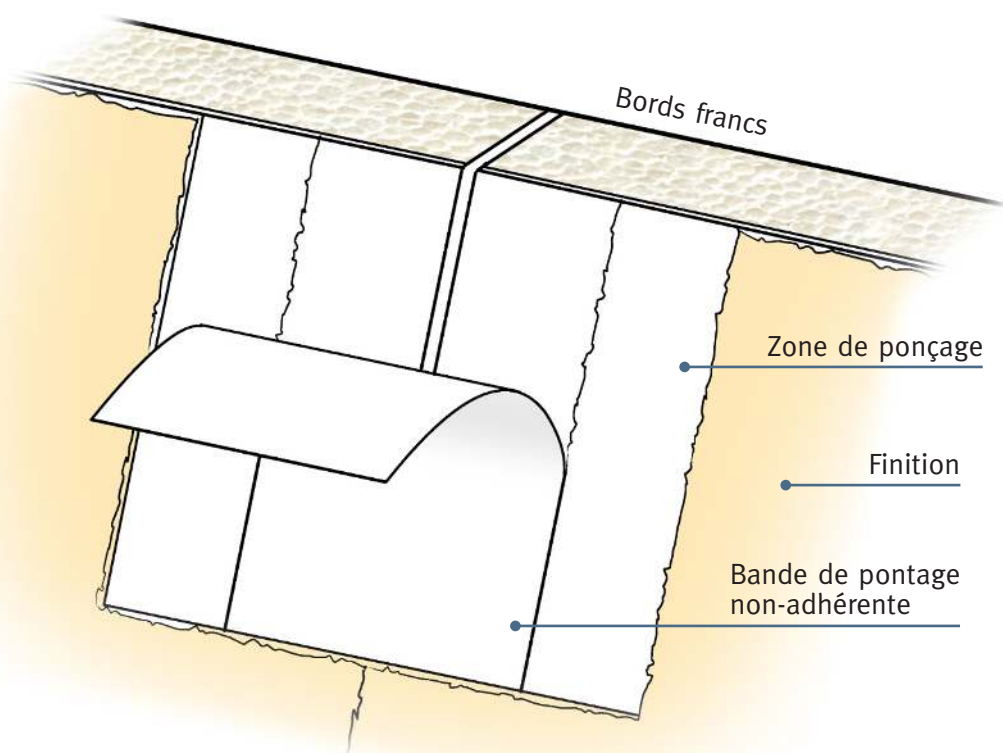 Bords francs
Zone de ponçage
Finition
Bande de pontage
non-adhérente